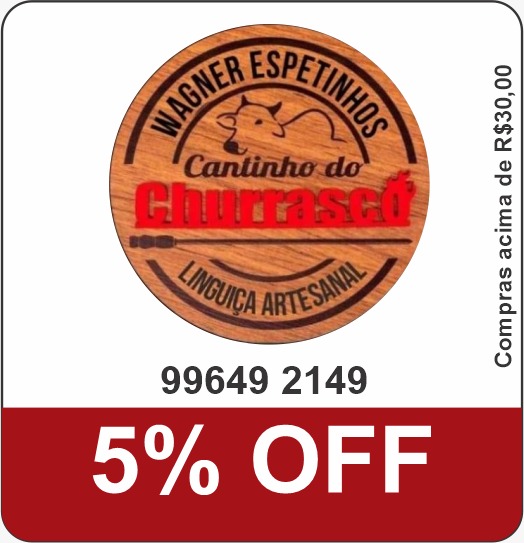 WAGNER ESPETINHOS
Cantinho do
Churrasco
LINGUIÇA ARTESANAL
Compras acima de R$30,00
99649 2149
5% OFF